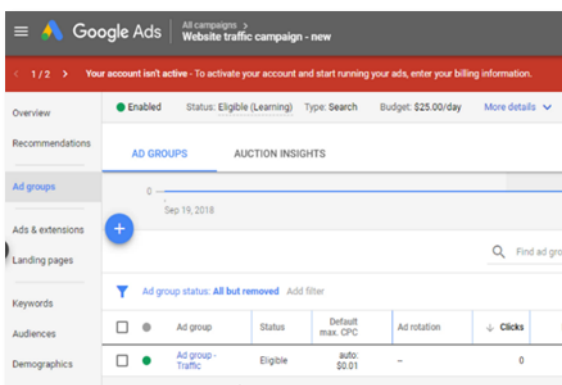 Google Ads
All campaigns >
Website traffic campaign - new
< 1/2 > Your account isn't active - To activate your account and start running your ads, enter your billing information.
Overview
Recommendations
Ad groups
Ads & extensions
Landing pages
Keywords
Audiences
Demographics
Enabled Status: Eligible (Learning) Type: Search Budget: $25.00/day More details
AD GROUPS AUCTION INSIGHTS
0
Sep 19, 2018
+
Find ad gro
Ad group status: All but removed Add filter
Ad group Status Default max. CPC Ad rotation ↓ Clicks
Ad group - Traffic Eligible auto: $0.01 – 0